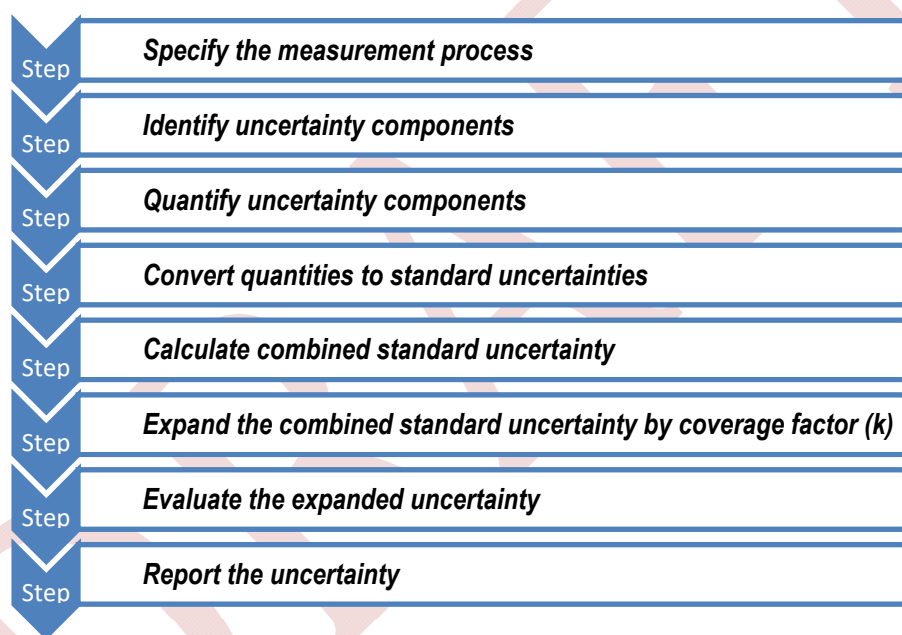 Step
Specify the measurement process
Step
Identify uncertainty components
Step
Quantify uncertainty components
Step
Convert quantities to standard uncertainties
Step
Calculate combined standard uncertainty
Step
Expand the combined standard uncertainty by coverage factor (k)
Step
Evaluate the expanded uncertainty
Step
Report the uncertainty